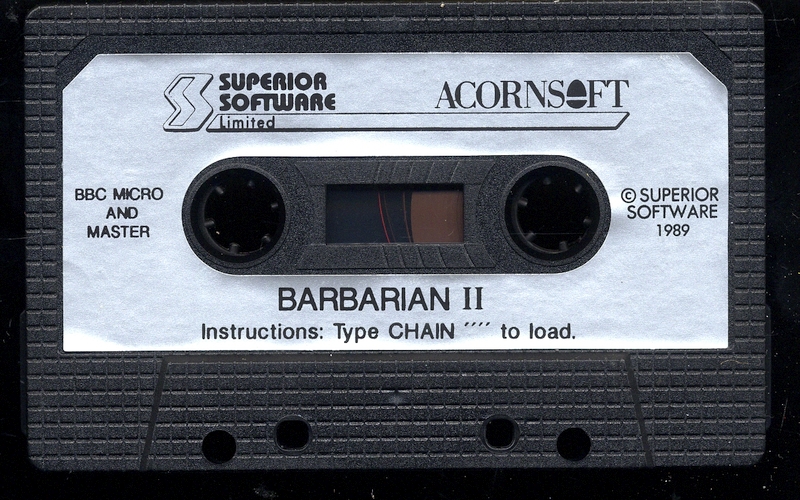 SUPERIOR
SOFTWARE
Limited
ACORNSOFT
BBC MICRO
AND
MASTER
© SUPERIOR
SOFTWARE
1989
BARBARIAN II
Instructions: Type CHAIN "" to load.